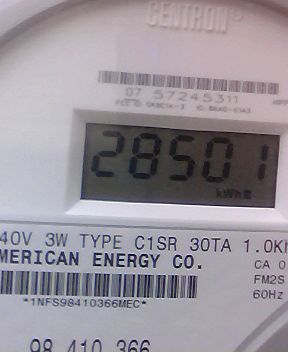 CENTRON®
07 57245311
28501
kWh
40V 3W TYPE C1SR 30TA 1.0Kh
MERICAN ENERGY CO.
CA 0
FM2S
60Hz
*1NFS98410366MEC*
98 410 366